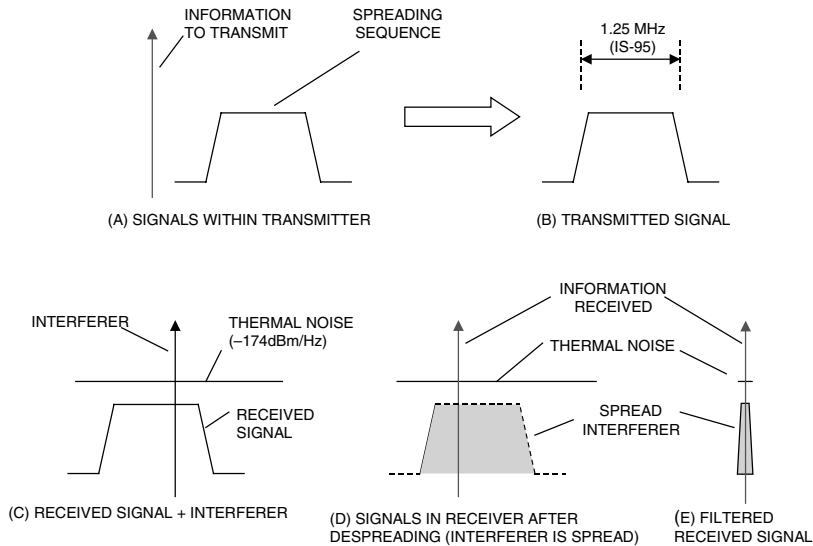 INFORMATION
TO TRANSMIT
SPREADING
SEQUENCE
1.25 MHz
(IS-95)
(A) SIGNALS WITHIN TRANSMITTER
(B) TRANSMITTED SIGNAL
INTERFERER
THERMAL NOISE
(–174dBm/Hz)
RECEIVED
SIGNAL
(C) RECEIVED SIGNAL + INTERFERER
INFORMATION
RECEIVED
THERMAL NOISE
SPREAD
INTERFERER
(D) SIGNALS IN RECEIVER AFTER
DESPREADING (INTERFERER IS SPREAD)
(E) FILTERED
RECEIVED SIGNAL